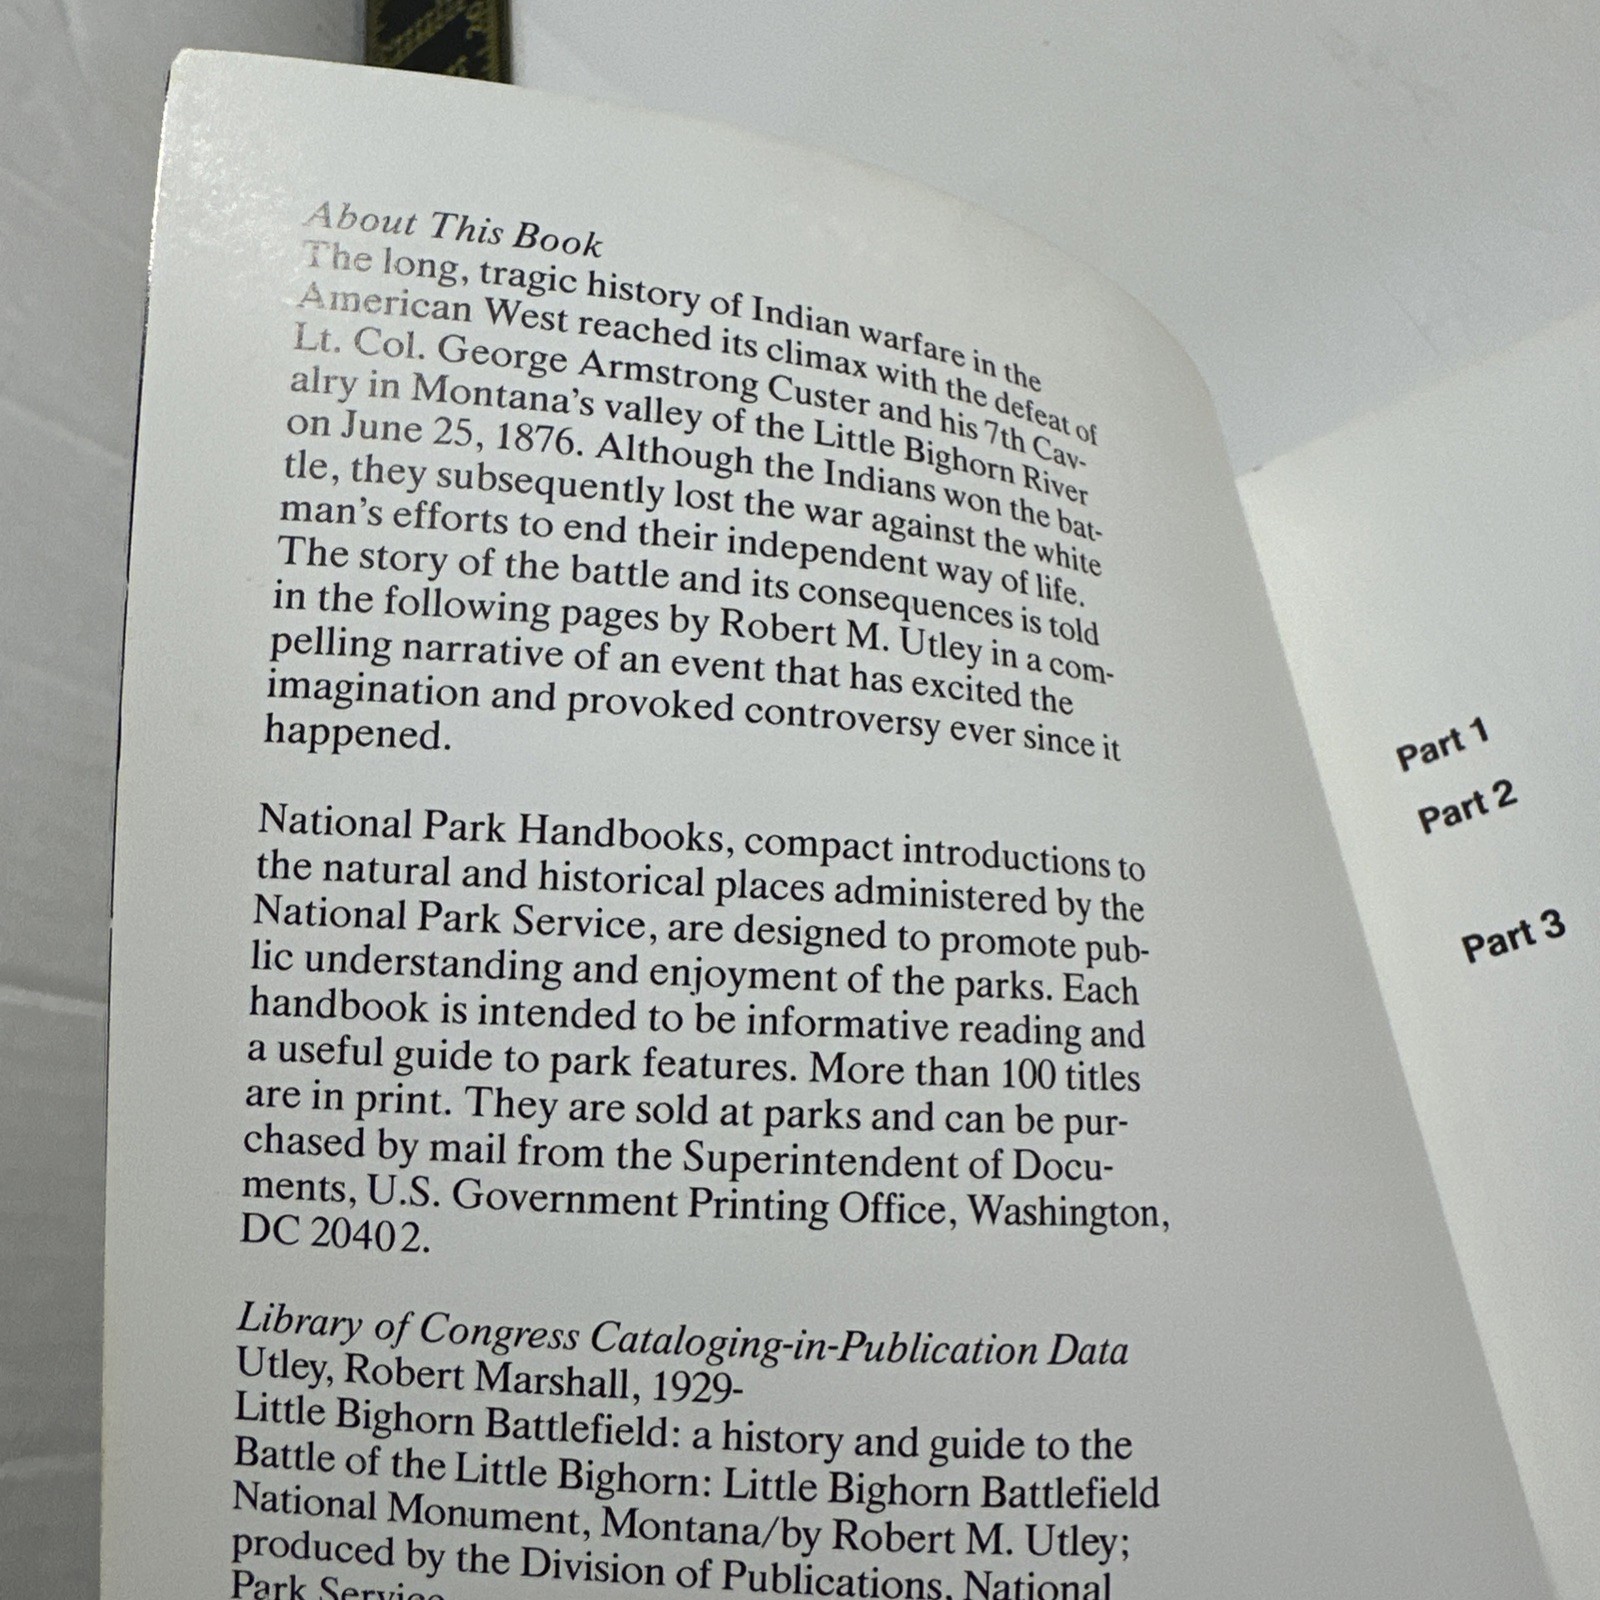 About This Book
The long, tragic history of Indian warfare in the
American West reached its climax with the defeat of
Lt. Col. George Armstrong Custer and his 7th Cav-
alry in Montana's valley of the Little Bighorn River
on June 25, 1876. Although the Indians won the bat-
tle, they subsequently lost the war against the white
man's efforts to end their independent way of life.
The story of the battle and its consequences is told
in the following pages by Robert M. Utley in a com-
pelling narrative of an event that has excited the
imagination and provoked controversy ever since it
happened.
National Park Handbooks, compact introductions to
the natural and historical places administered by the
National Park Service, are designed to promote pub-
lic understanding and enjoyment of the parks. Each
handbook is intended to be informative reading and
a useful guide to park features. More than 100 titles
are in print. They are sold at parks and can be pur-
chased by mail from the Superintendent of Docu-
ments, U.S. Government Printing Office, Washington,
DC 20402.
Library of Congress Cataloging-in-Publication Data
Utley, Robert Marshall, 1929-
Little Bighorn Battlefield: a history and guide to the
Battle of the Little Bighorn: Little Bighorn Battlefield
National Monument, Montana/by Robert M. Utley;
produced by the Division of Publications, National
Park Service
Part 1
Part 2
Part 3